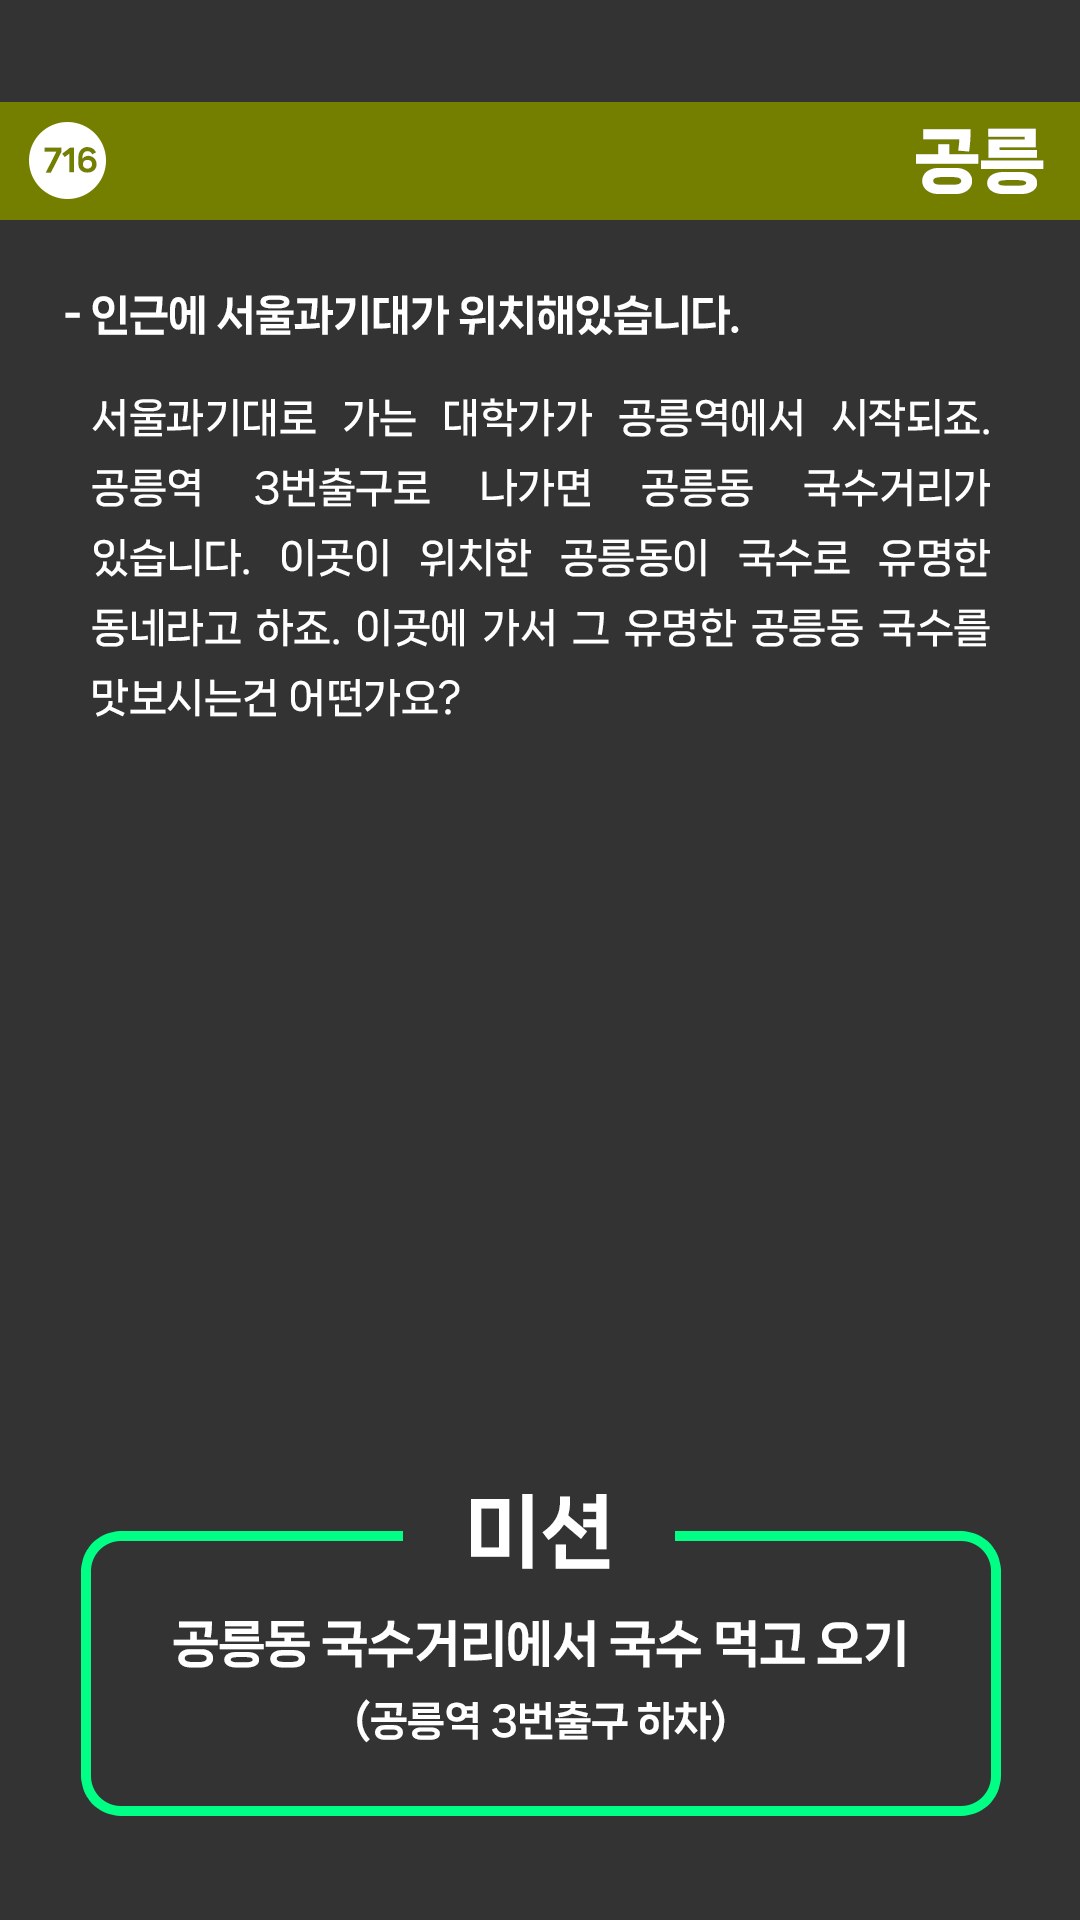 716
공릉
- 인근에 서울과기대가 위치해있습니다.
서울과기대로 가는 대학가가 공릉역에서 시작되죠.
공릉역 3번출구로 나가면 공릉동 국수거리가
있습니다. 이곳이 위치한 공릉동이 국수로 유명한
동네라고 하죠. 이곳에 가서 그 유명한 공릉동 국수를
맛보시는건 어떤가요?
미션
공릉동 국수거리에서 국수 먹고 오기
(공릉역 3번출구 하차)